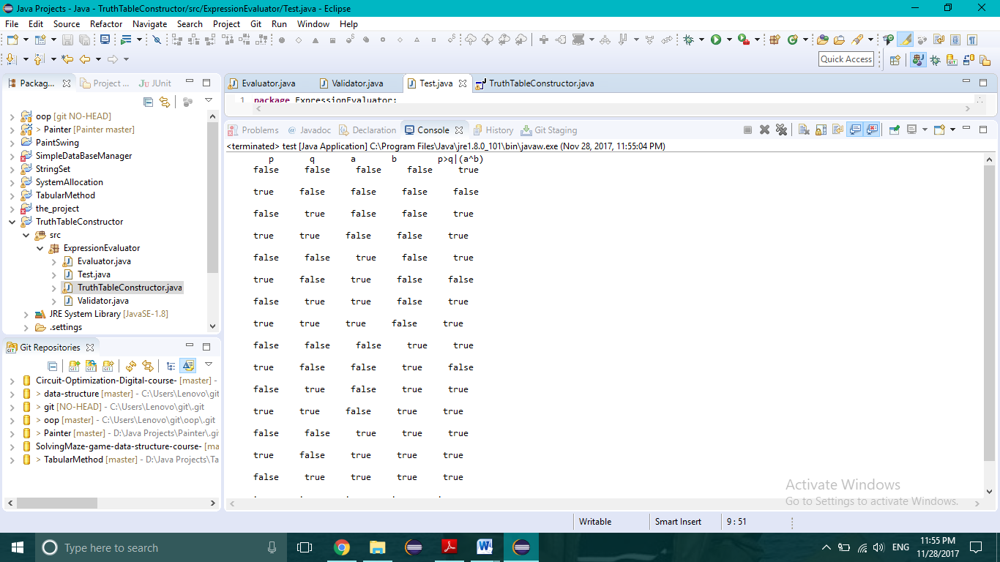 Java Projects - Java - TruthTableConstructor/src/ExpressionEvaluator/Test.java - Eclipse
File Edit Source Refactor Navigate Search Project Git Run Window Help
Quick Access
Packag... Project ... JUnit
oop [git NO-HEAD]
> Painter [Painter master]
PaintSwing
SimpleDataBaseManager
StringSet
SystemAllocation
TabularMethod
the_project
TruthTableConstructor
src
ExpressionEvaluator
Evaluator.java
Test.java
TruthTableConstructor.java
Validator.java
JRE System Library [JavaSE-1.8]
.settings
Git Repositories
Circuit-Optimization-Digital-course- [master] -
> data-structure [master] - C:\Users\Lenovo\git
> git [NO-HEAD] - C:\Users\Lenovo\git\.git
> oop [master] - C:\Users\Lenovo\git\oop\.git
> Painter [master] - D:\Java Projects\Painter\.gi
SolvingMaze-game-data-structure-course- [ma
> TabularMethod [master] - D:\Java Projects\Ta
Evaluator.java Validator.java Test.java TruthTableConstructor.java
1 package ExpressionEvaluator;
Problems @ Javadoc Declaration Console History Git Staging
<terminated> test [Java Application] C:\Program Files\Java\jre1.8.0_101\bin\javaw.exe (Nov 28, 2017, 11:55:04 PM)
p q a b p>q|(a^b)
false false false false true
true false false false false
false true false false true
true true false false true
false false true false true
true false true false false
false true true false true
true true true false true
false false false true true
true false false true false
false true false true true
true true false true true
false false true true true
true false true true true
false true true true true
Activate Windows
Go to Settings to activate Windows.
Writable Smart Insert 9 : 51
Type here to search
ENG
11:55 PM
11/28/2017